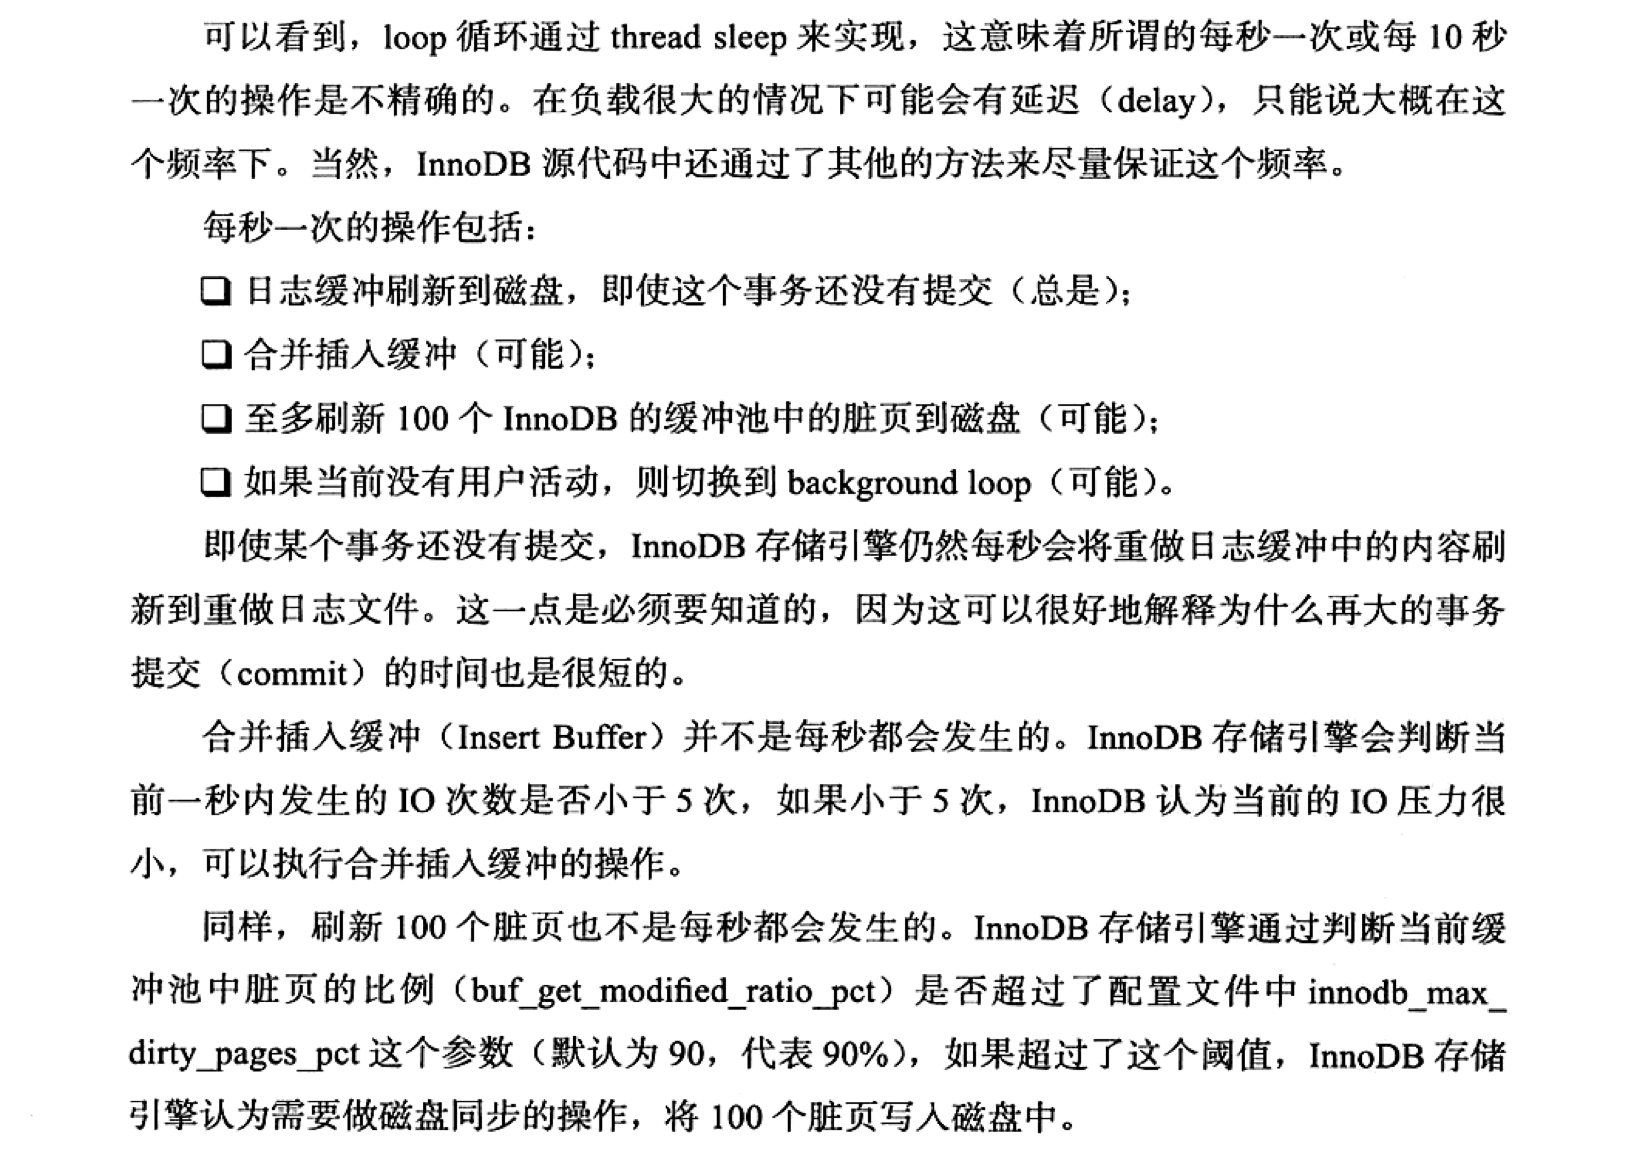 可以看到，loop 循环通过 thread sleep 来实现，这意味着所谓的每秒一次或每 10 秒
一次的操作是不精确的。在负载很大的情况下可能会有延迟（delay），只能说大概在这
个频率下。当然，InnoDB 源代码中还通过了其他的方法来尽量保证这个频率。
每秒一次的操作包括：
❑ 日志缓冲刷新到磁盘，即使这个事务还没有提交（总是）；
❑ 合并插入缓冲（可能）；
❑ 至多刷新 100 个 InnoDB 的缓冲池中的脏页到磁盘（可能）；
❑ 如果当前没有用户活动，则切换到 background loop（可能）。
即使某个事务还没有提交，InnoDB 存储引擎仍然每秒会将重做日志缓冲中的内容刷
新到重做日志文件。这一点是必须要知道的，因为这可以很好地解释为什么再大的事务
提交（commit）的时间也是很短的。
合并插入缓冲（Insert Buffer）并不是每秒都会发生的。InnoDB 存储引擎会判断当
前一秒内发生的 IO 次数是否小于 5 次，如果小于 5 次，InnoDB 认为当前的 IO 压力很
小，可以执行合并插入缓冲的操作。
同样，刷新 100 个脏页也不是每秒都会发生的。InnoDB 存储引擎通过判断当前缓
冲池中脏页的比例（buf_get_modified_ratio_pct）是否超过了配置文件中 innodb_max_
dirty_pages_pct 这个参数（默认为 90，代表 90%），如果超过了这个阈值，InnoDB 存储
引擎认为需要做磁盘同步的操作，将 100 个脏页写入磁盘中。